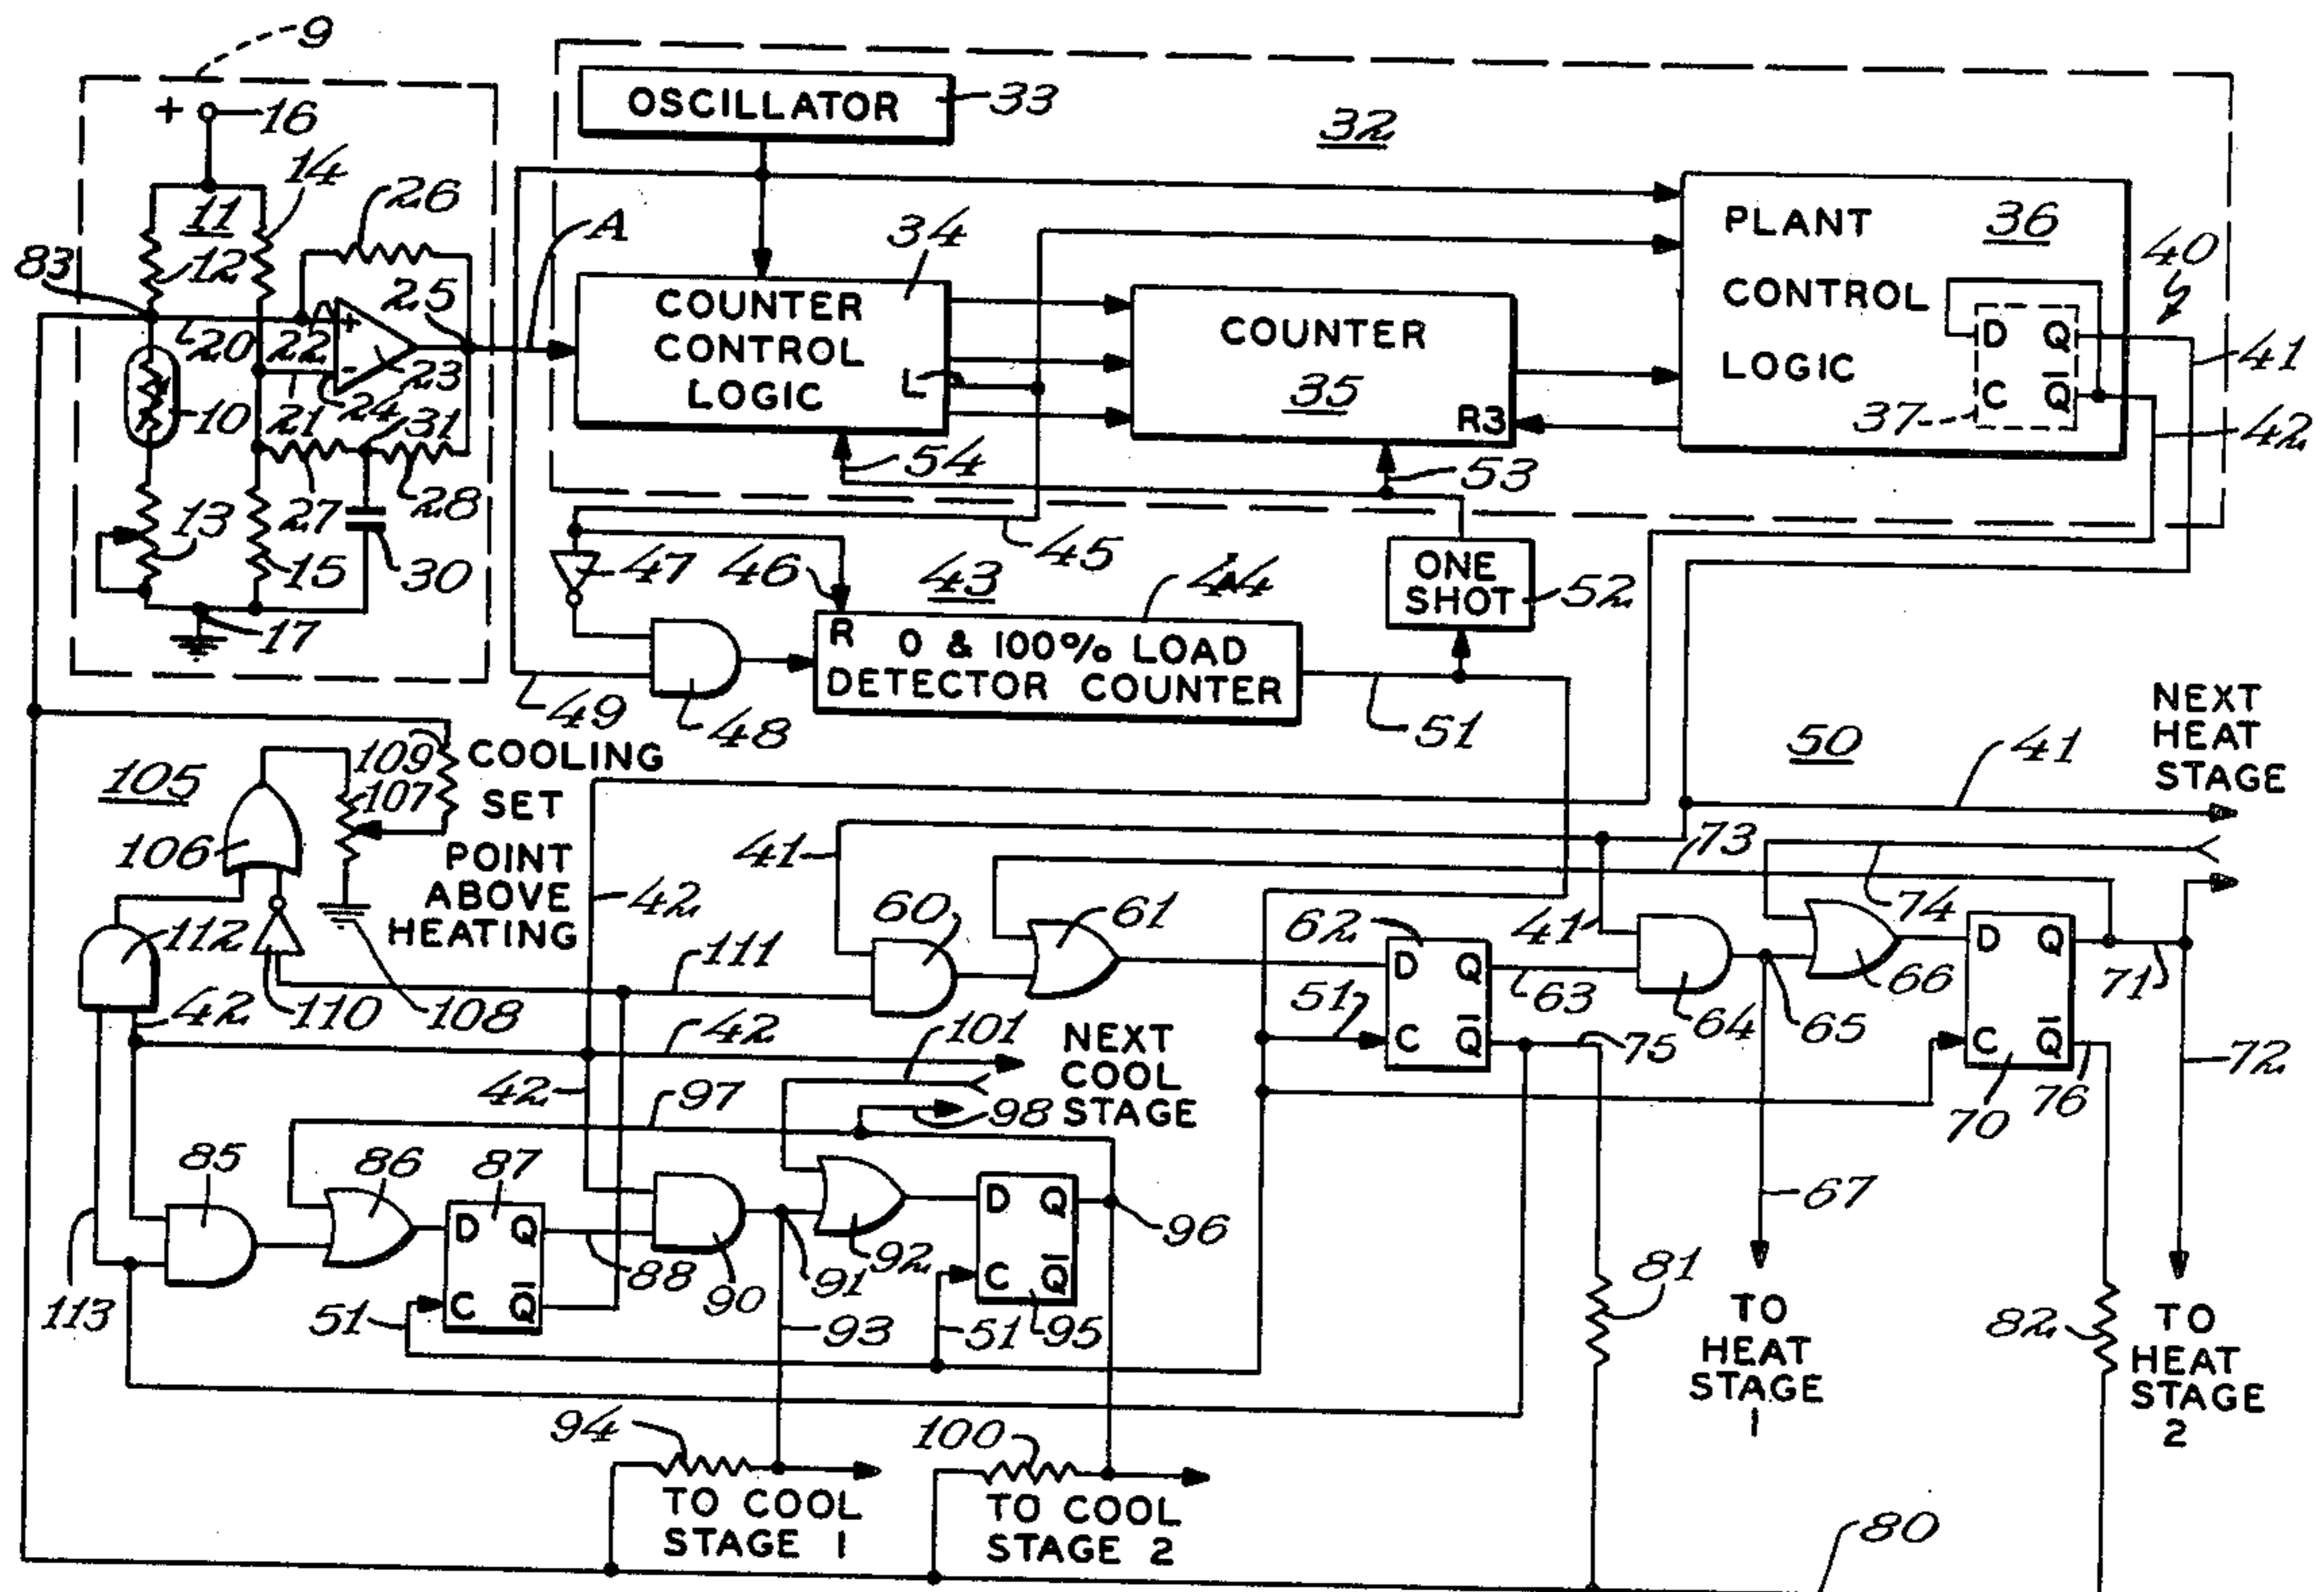 9
OSCILLATOR
33
32
+
16
14
11
12
26
83
A
34
PLANT
CONTROL
LOGIC
36
40
COUNTER
CONTROL
LOGIC
L
COUNTER
35
R3
D Q
C Q̅
37
41
42
20
22
25
+
-
23
10
21
24
31
13
27
28
15
30
17
54
53
45
47
46
43
44
ONE
SHOT
52
R
0 & 100% LOAD
DETECTOR COUNTER
49
48
51
50
41
NEXT
HEAT
STAGE
105
109
107
COOLING
SET
POINT
ABOVE
HEATING
106
41
73
42
60
61
62
74
112
111
41
D Q
C Q̅
63
64
65
66
D Q
C Q̅
71
42
110
108
42
101
NEXT
COOL
STAGE
51
75
70
76
72
42
97
98
85
86
87
D Q
C Q̅
88
90
91
92
D Q
C Q̅
96
67
113
51
93
51
95
81
TO
HEAT
STAGE
1
82
TO
HEAT
STAGE
2
94
100
TO COOL
STAGE 1
TO COOL
STAGE 2
80